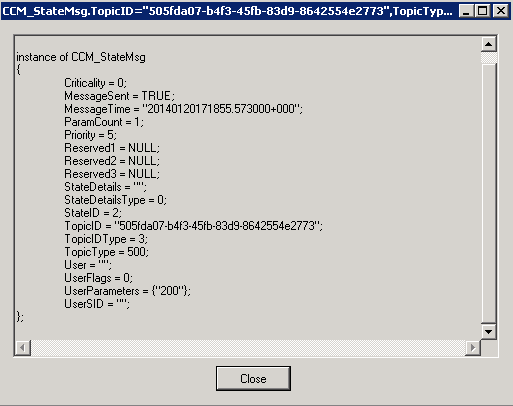 CCM_StateMsg.TopicID="505fda07-b4f3-45fb-83d9-8642554e2773",TopicTyp...
instance of CCM_StateMsg
{
Criticality = 0;
MessageSent = TRUE;
MessageTime = "20140120171855.573000+000";
ParamCount = 1;
Priority = 5;
Reserved1 = NULL;
Reserved2 = NULL;
Reserved3 = NULL;
StateDetails = "";
StateDetailsType = 0;
StateID = 2;
TopicID = "505fda07-b4f3-45fb-83d9-8642554e2773";
TopicIDType = 3;
TopicType = 500;
User = "";
UserFlags = 0;
UserParameters = {"200"};
UserSID = "";
};
Close